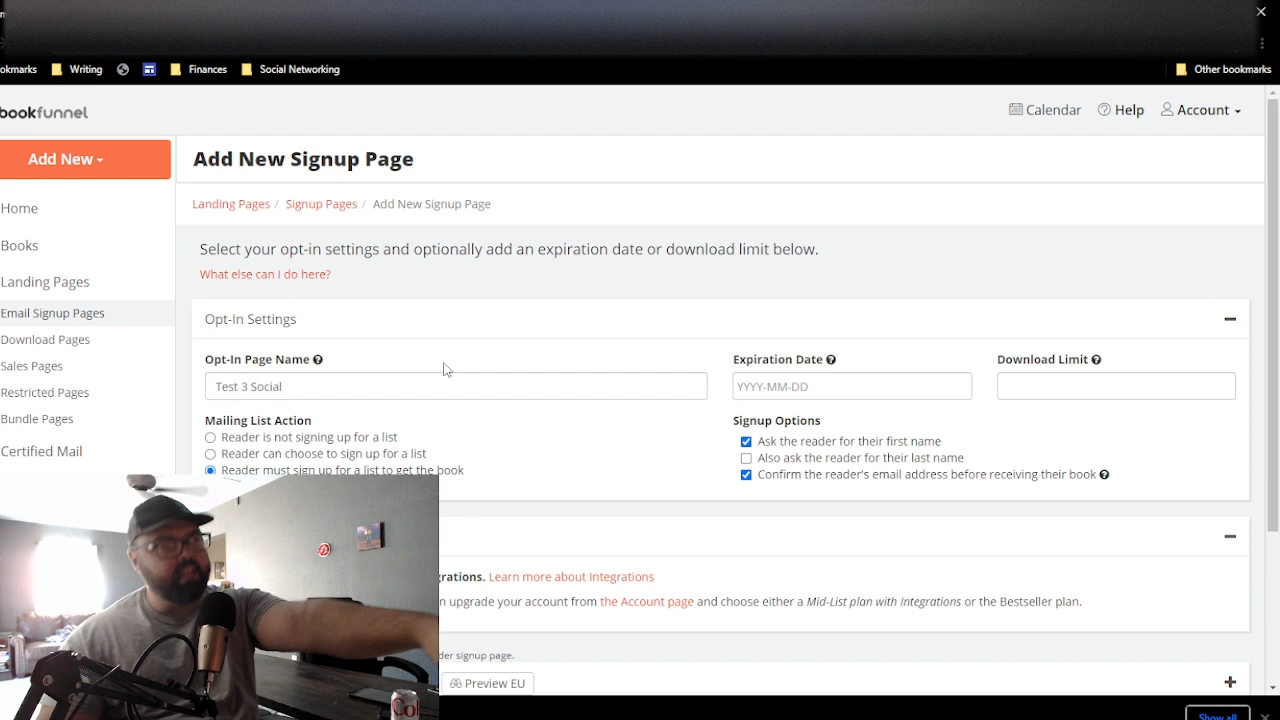 okmarks Writing Finances Social Networking Other bookmarks
bookfunnel Calendar Help Account
Add New
Add New Signup Page
Home
Landing Pages / Signup Pages / Add New Signup Page
Books
Select your opt-in settings and optionally add an expiration date or download limit below.
What else can I do here?
Landing Pages
Email Signup Pages
Download Pages
Sales Pages
Restricted Pages
Bundle Pages
Certified Mail
Opt-In Settings
Opt-In Page Name
Test 3 Social
Expiration Date
YYYY-MM-DD
Download Limit
Mailing List Action
Reader is not signing up for a list
Reader can choose to sign up for a list
Reader must sign up for a list to get the book
Signup Options
Ask the reader for their first name
Also ask the reader for their last name
Confirm the reader's email address before receiving their book
grations. Learn more about Integrations
n upgrade your account from the Account page and choose either a Mid-List plan with Integrations or the Bestseller plan.
der signup page.
Preview EU
Show all